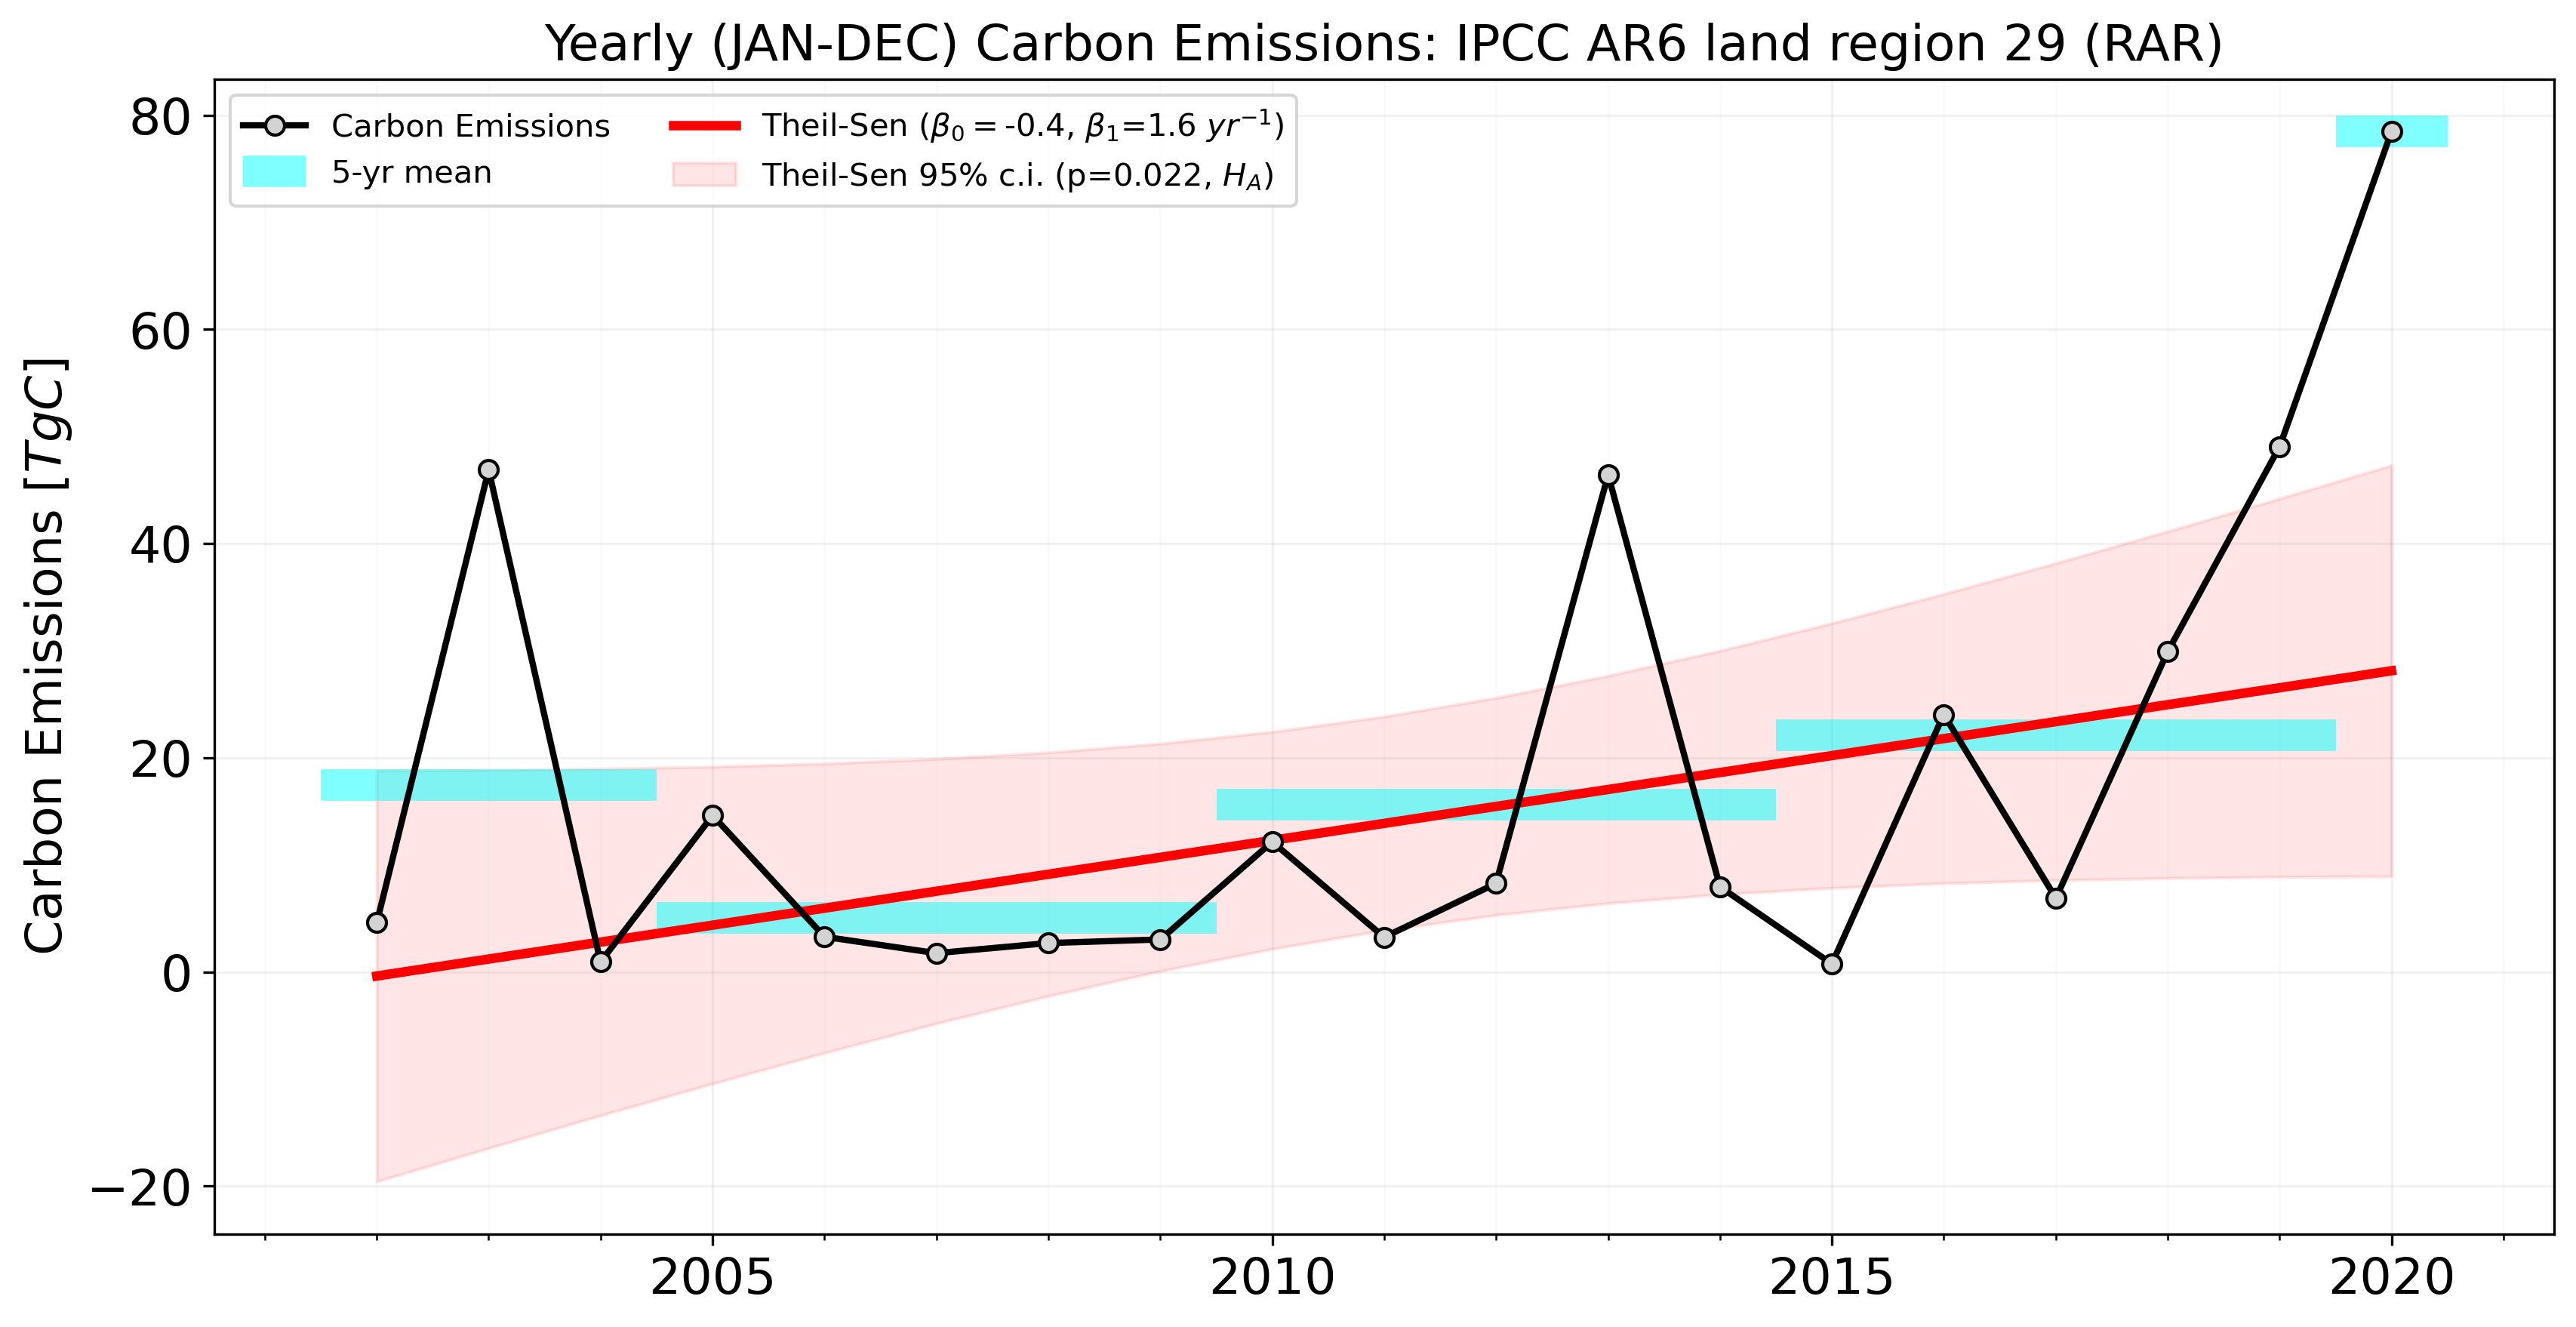 Yearly (JAN-DEC) Carbon Emissions: IPCC AR6 land region 29 (RAR)
Carbon Emissions
5-yr mean
Theil-Sen (β₀ = -0.4, β₁=1.6 yr⁻¹)
Theil-Sen 95% c.i. (p=0.022, H_A)
Carbon Emissions [TgC]
80
60
40
20
0
−20
2005 2010 2015 2020